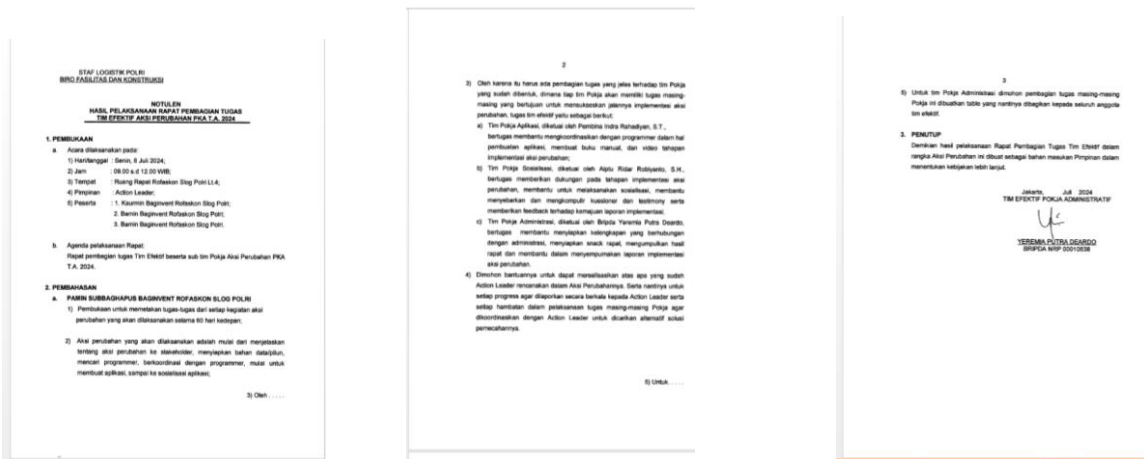 STAF LOGISTIK POLRI
BIRO FASILITAS DAN KONSTRUKSI
NOTULEN
HASIL PELAKSANAAN RAPAT PEMBAGIAN TUGAS
TIM EFEKTIF AKSI PERUBAHAN PKA T.A. 2024
1. PEMBUKAAN
a. Acara dilaksanakan pada:
1) Hari/tanggal : Senin, 8 Juli 2024;
2) Jam : 09.00 s.d 12.00 WIB;
3) Tempat : Ruang Rapat Rofaskon Slog Polri Lt.4;
4) Pimpinan : Action Leader;
5) Peserta : 1. Kaurmin Baginvent Rofaskon Slog Polri;
2. Bamin Baginvent Rofaskon Slog Polri;
3. Bamin Baginvent Rofaskon Slog Polri.
b. Agenda pelaksanaan Rapat:
Rapat pembagian tugas Tim Efektif beserta sub tim Pokja Aksi Perubahan PKA
T.A. 2024.
2. PEMBAHASAN
a. PAMIN SUBBAGHAPUS BAGINVENT ROFASKON SLOG POLRI
1) Pembukaan untuk memetakan tugas-tugas dari setiap kegiatan aksi
perubahan yang akan dilaksanakan selama 60 hari kedepan;
2) Aksi perubahan yang akan dilaksanakan adalah mulai dari menjelaskan
tentang aksi perubahan ke stakeholder, menyiapkan bahan data/pilun,
mencari programmer, berkoordinasi dengan programmer, mulai untuk
membuat aplikasi, sampai ke sosialisasi aplikasi;
3) Oleh . . . . .
2
3) Oleh karena itu harus ada pembagian tugas yang jelas terhadap tim Pokja
yang sudah dibentuk, dimana tiap tim Pokja akan memiliki tugas masing-
masing yang bertujuan untuk mensukseskan jalannya implementasi aksi
perubahan, tugas tim efektif yaitu sebagai berikut:
a) Tim Pokja Aplikasi, diketuai oleh Pembina Indra Rahadiyan, S.T.,
bertugas membantu mengkoordinasikan dengan programmer dalam hal
pembuatan aplikasi, membuat buku manual, dan video tahapan
implementasi aksi perubahan;
b) Tim Pokja Sosialisasi, diketuai oleh Aiptu Ridar Robiyanto, S.H.,
bertugas memberikan dukungan pada tahapan implementasi aksi
perubahan, membantu untuk melaksanakan sosialisasi, membantu
menyebarkan dan mengkompulir kuesioner dan testimony serta
memberikan feedback terhadap kemajuan laporan implementasi;
c) Tim Pokja Administrasi, diketuai oleh Bripda Yeremia Putra Deardo,
bertugas membantu menyiapkan kelengkapan yang berhubungan
dengan administrasi, menyiapkan snack rapat, mengumpulkan hasil
rapat dan membantu dalam menyempurnakan laporan implementasi
aksi perubahan.
4) Dimohon bantuannya untuk dapat merealisasikan atas apa yang sudah
Action Leader rencanakan dalam Aksi Perubahannya. Serta nantinya untuk
setiap progress agar dilaporkan secara berkala kepada Action Leader serta
setiap hambatan dalam pelaksanaan tugas masing-masing Pokja agar
dikoordinasikan dengan Action Leader untuk dicarikan alternatif solusi
pemecahannya.
5) Untuk . . . . .
3
5) Untuk tim Pokja Administrasi dimohon pembagian tugas masing-masing
Pokja ini dibuatkan table yang nantinya dibagikan kepada seluruh anggota
tim efektif.
3. PENUTUP
Demikian hasil pelaksanaan Rapat Pembagian Tugas Tim Efektif dalam
rangka Aksi Perubahan ini dibuat sebagai bahan masukan Pimpinan dalam
menentukan kebijakan lebih lanjut.
Jakarta, Juli 2024
TIM EFEKTIF POKJA ADMINISTRATIF
YEREMIA PUTRA DEARDO
BRIPDA NRP 00010638